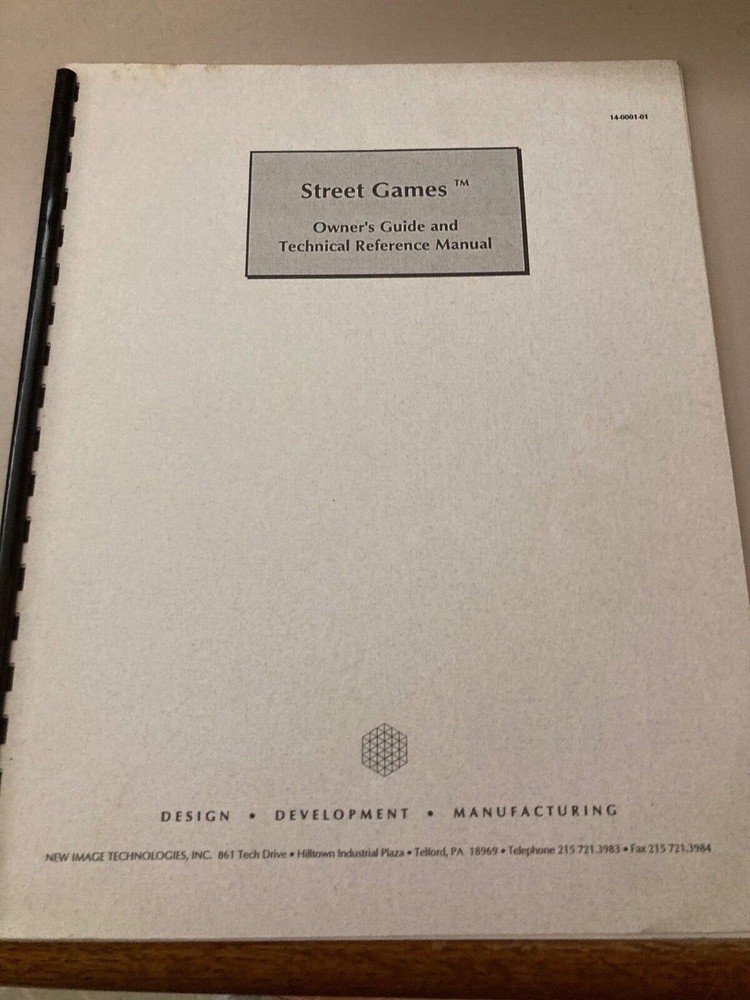 14-0001-01
Street Games ™
Owner's Guide and
Technical Reference Manual
DESIGN • DEVELOPMENT • MANUFACTURING
NEW IMAGE TECHNOLOGIES, INC. 861 Tech Drive • Hilltown Industrial Plaza • Telford, PA 18969 • Telephone 215 721.3983 • Fax 215 721.3984